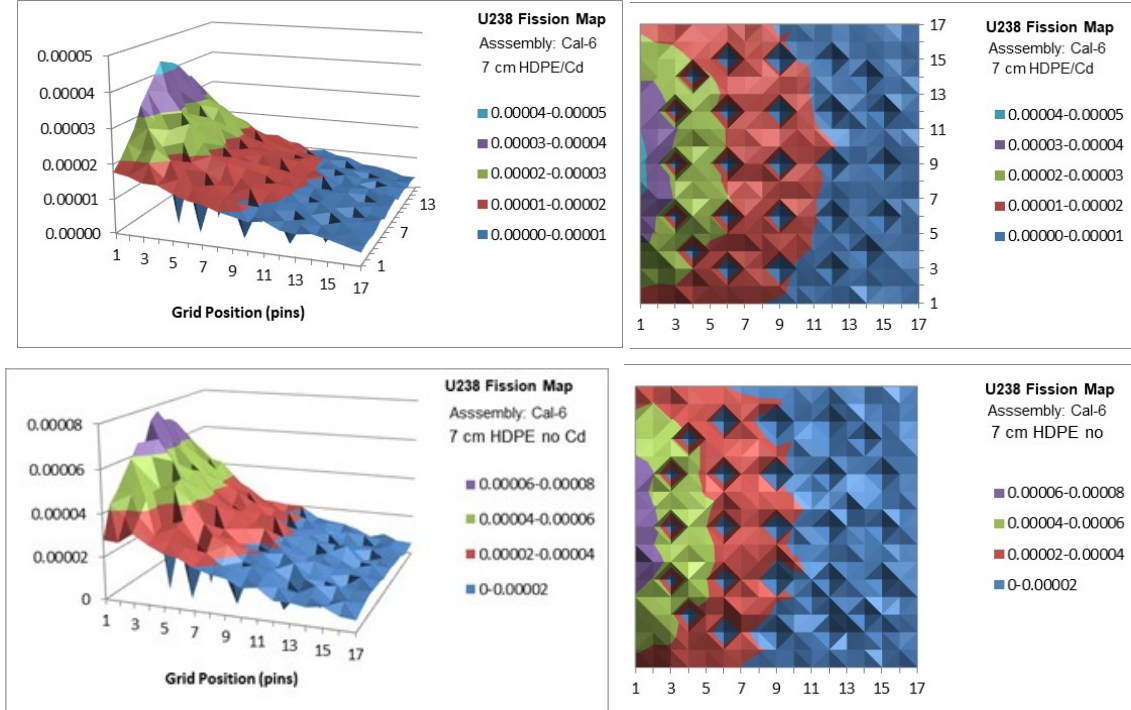 U238 Fission Map
Asssembly: Cal-6
7 cm HDPE/Cd
0.00005
0.00004
0.00003
0.00002
0.00001
0.00000
0.00004-0.00005
0.00003-0.00004
0.00002-0.00003
0.00001-0.00002
0.00000-0.00001
13
7
1
1 3 5 7 9 11 13 15 17
Grid Position (pins)
U238 Fission Map
Asssembly: Cal-6
7 cm HDPE/Cd
17
15
13
11
9
7
5
3
1
0.00004-0.00005
0.00003-0.00004
0.00002-0.00003
0.00001-0.00002
0.00000-0.00001
1 3 5 7 9 11 13 15 17
U238 Fission Map
Asssembly: Cal-6
7 cm HDPE no Cd
0.00008
0.00006
0.00004
0.00002
0
0.00006-0.00008
0.00004-0.00006
0.00002-0.00004
0-0.00002
1 3 5 7 9 11 13 15 17
Grid Position (pins)
U238 Fission Map
Asssembly: Cal-6
7 cm HDPE no
0.00006-0.00008
0.00004-0.00006
0.00002-0.00004
0-0.00002
1 3 5 7 9 11 13 15 17